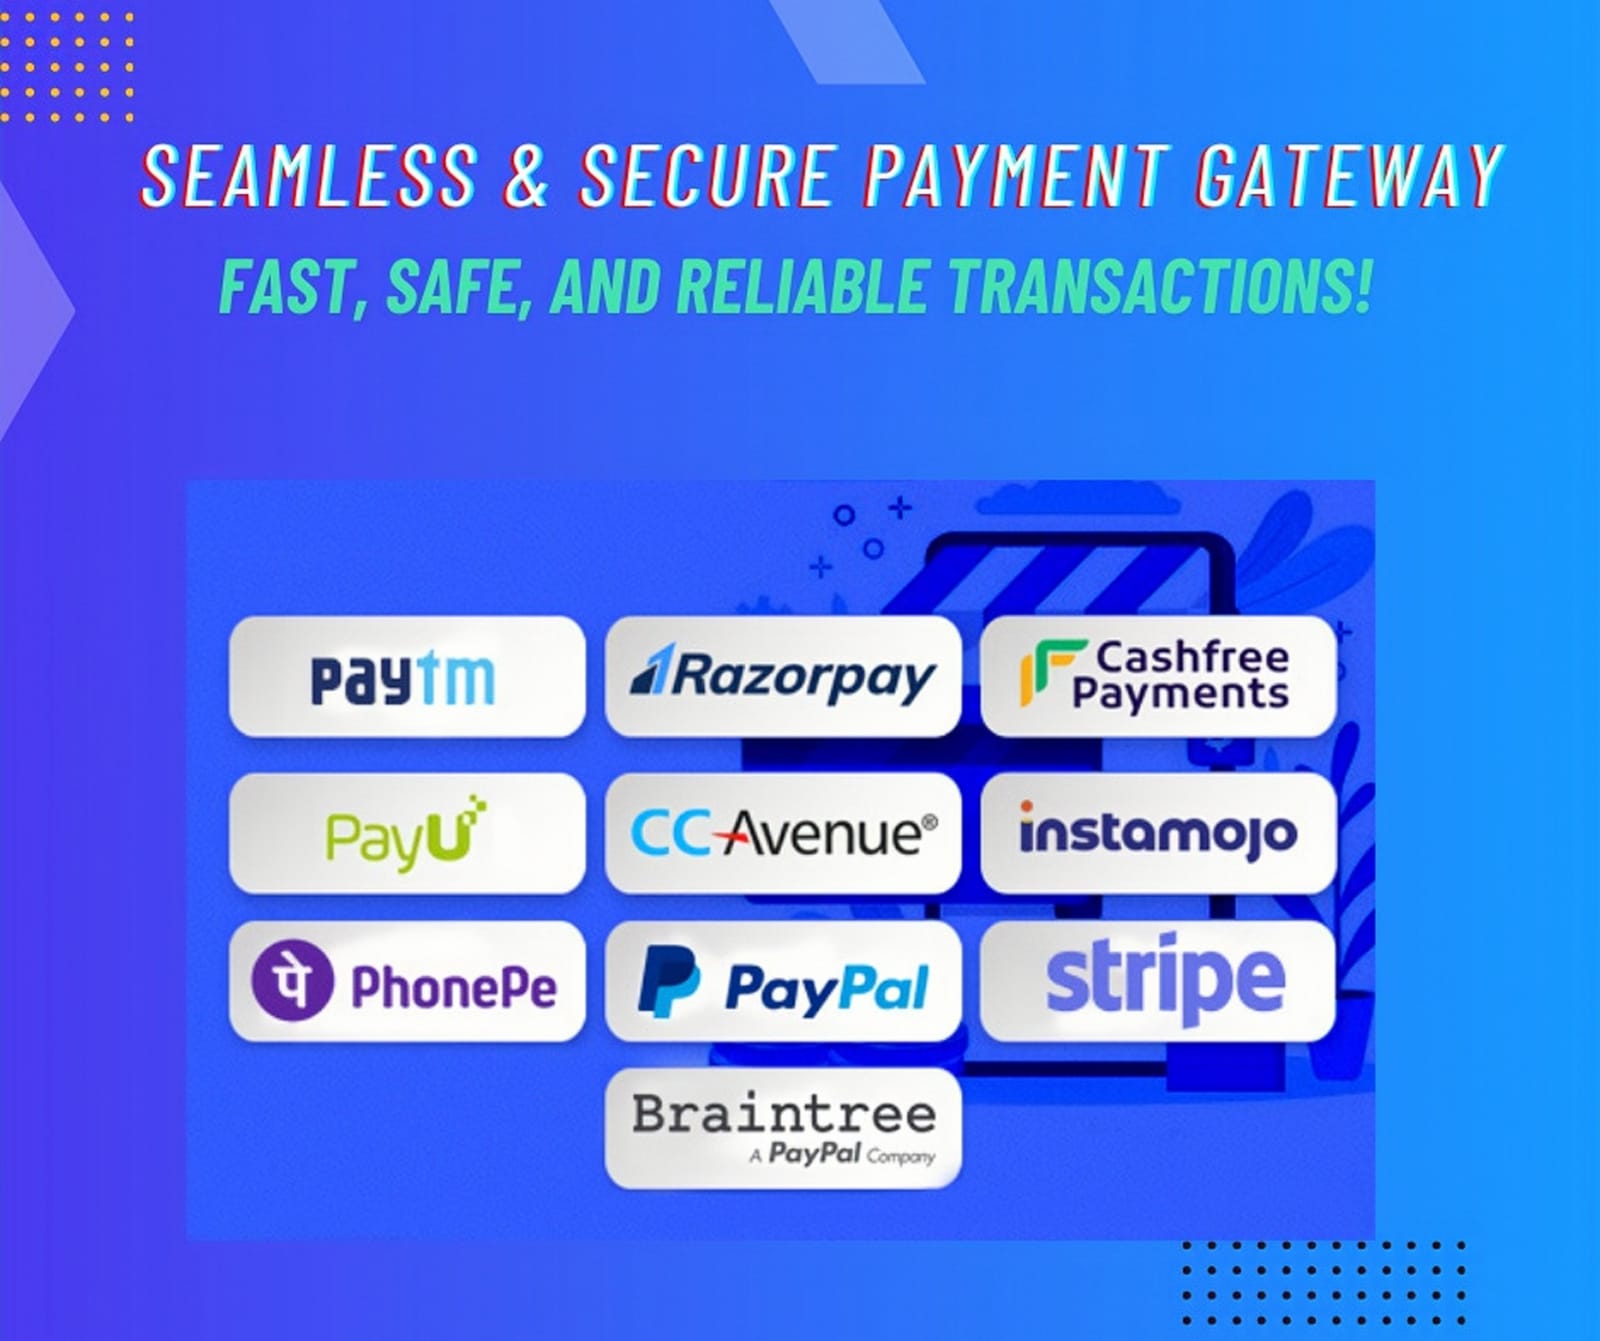 SEAMLESS & SECURE PAYMENT GATEWAY
FAST, SAFE, AND RELIABLE TRANSACTIONS!
paytm
Razorpay
Cashfree
Payments
PayU
CCAvenue®
instamojo
पे PhonePe
PayPal
stripe
Braintree
A PayPal Company